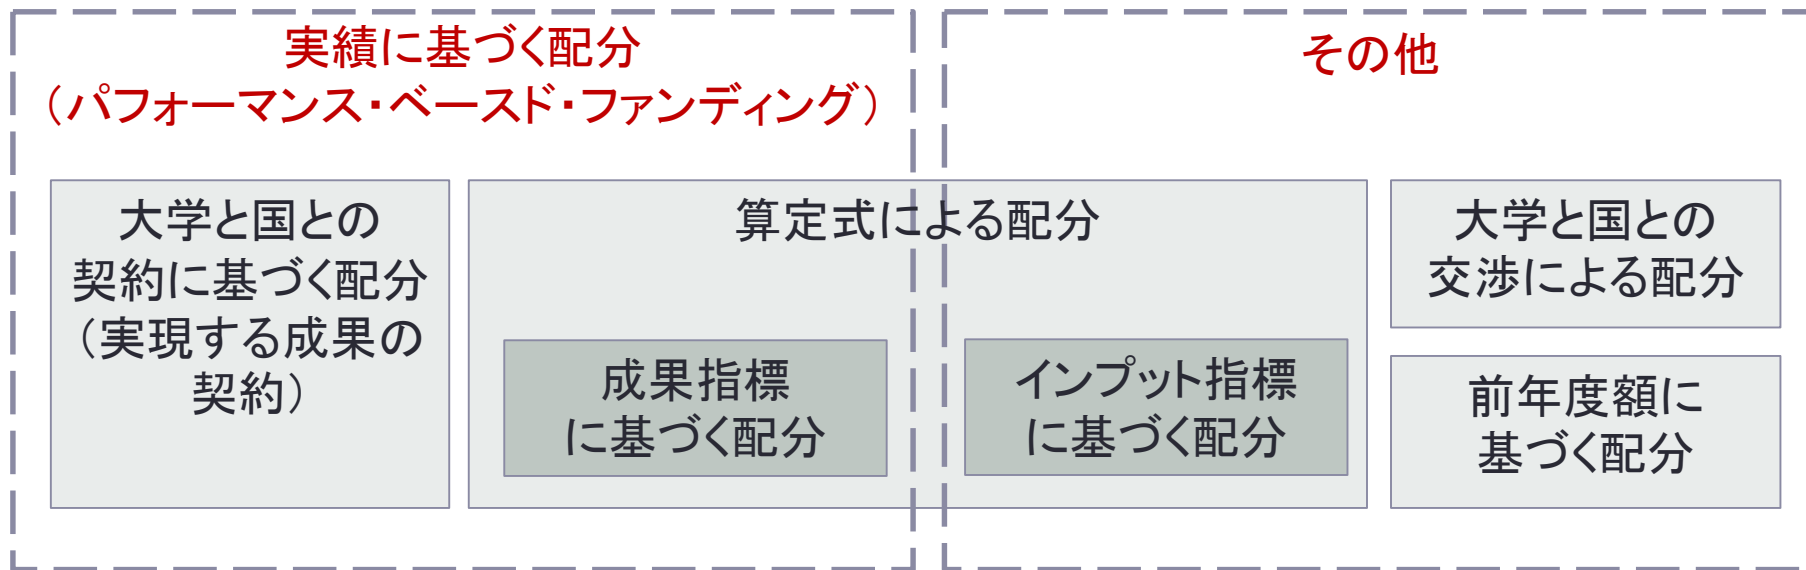 実績に基づく配分
（パフォーマンス・ベースド・ファンディング）
その他
大学と国との
契約に基づく配分
（実現する成果の
契約）
算定式による配分
成果指標
に基づく配分
インプット指標
に基づく配分
大学と国との
交渉による配分
前年度額に
基づく配分